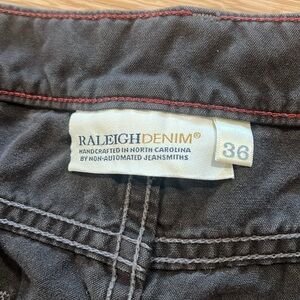 RALEIGHDENIM®
HANDCRAFTED IN NORTH CAROLINA
BY NON-AUTOMATED JEANSMITHS
36